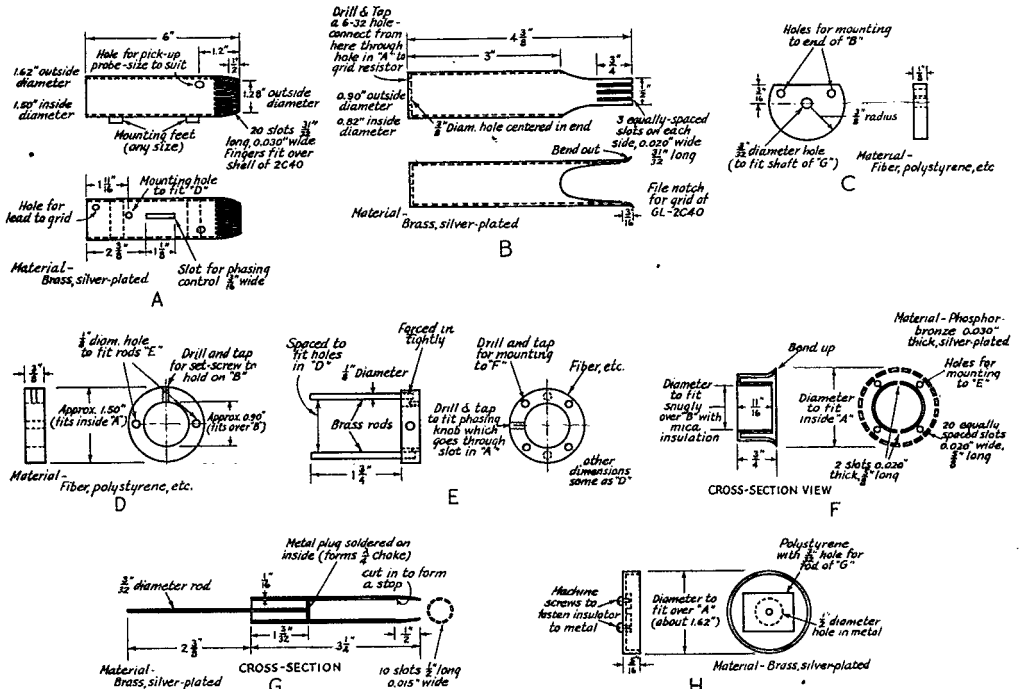 6"
Hole for pick-up
probe-size to suit
1.2"
1/2"
1.62" outside
diameter
1.50" inside
diameter
1.28" outside
diameter
Mounting feet
(any size)
20 slots 31/32"
long, 0.030" wide
Fingers fit over
shell of 2C40
1 11/16"
Mounting hole
to fit "D"
Hole for
lead to grid
2 3/8"
1 1/8"
Slot for phasing
control 3/16" wide
Material-
Brass, silver-plated
A
Drill & Tap
a 6-32 hole-
connect from
here through
hole in "A" to
grid resistor
4 3/8"
3"
3/4"
1/2"
0.90" outside
diameter
0.82" inside
diameter
Diam. hole centered in end
3 equally-spaced
slots on each
side, 0.020" wide
31/32" long
Bend out
File notch
for grid of
GL-2C40
3/16"
Material-
Brass, silver-plated
B
Holes for mounting
to end of "B"
radius
diameter hole
(to fit shaft of "G")
Material-
Fiber, polystyrene, etc
C
1/8" diam. hole
to fit rods "E"
Drill and tap
for set-screw to
hold on "B"
Approx. 1.50"
(fits inside "A")
Approx. 0.90"
(fits over "B")
Material-
Fiber, polystyrene, etc.
D
Spaced to
fit holes
in "D"
Forced in
tightly
1/8" Diameter
Brass rods
1 3/4"
Drill and tap
for mounting
to "F"
Fiber, etc.
Drill & tap
to fit phasing
knob which
goes through
slot in "A"
other
dimensions
same as "D"
E
Material-Phosphor-
bronze 0.030"
thick, silver-plated
Bend up
Holes for
mounting
to "E"
Diameter
to fit
snugly
over "B" with
mica
insulation
11/16
Diameter
to fit
inside "A"
3/4"
20 equally
spaced slots
0.020" wide,
long
2 slots 0.020"
thick, long
CROSS-SECTION VIEW
F
Metal plug soldered on
inside (forms λ/4 choke)
3/32" diameter rod
1/16"
cut in to form
a stop
1 3/32"
1/2"
2 3/8"
3 1/4"
CROSS-SECTION
10 slots 1/2" long
0.015" wide
Material-
Brass, silver-plated
G
Polystyrene
with 3/32" hole for
rod of "G"
Machine
screws to
fasten insulator
to metal
Diameter to
fit over "A"
(about 1.62")
1/2" diameter
hole in metal
Material-Brass, silver-plated
H